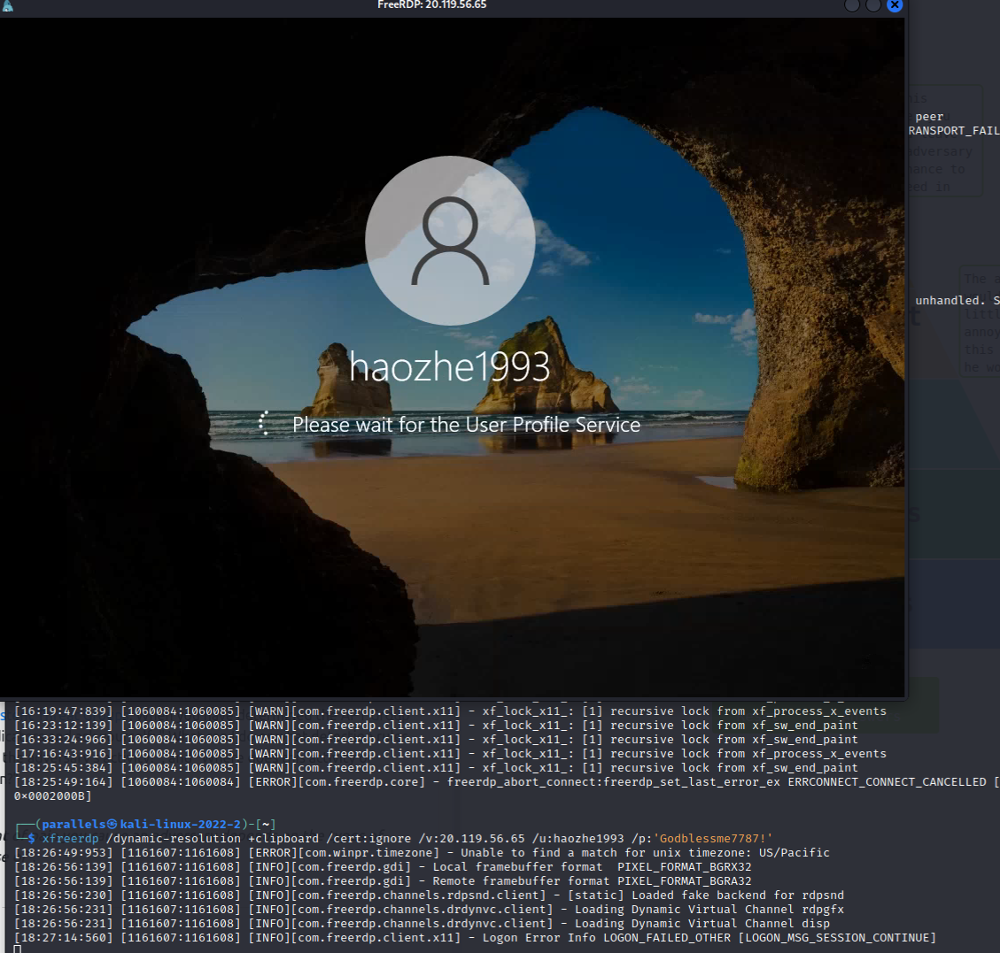 FreeRDP: 20.119.56.65
his
peer
RANSPORT_FAIL
dversary
ance to
eed in
The a
unhandled. S
littl
annoy
this
he wo
haozhe1993
Please wait for the User Profile Service
[16:19:47:839] [1060084:1060085] [WARN][com.freerdp.client.x11] - xf_lock_x11_: [1] recursive lock from xf_process_x_events
[16:23:12:139] [1060084:1060085] [WARN][com.freerdp.client.x11] - xf_lock_x11_: [1] recursive lock from xf_sw_end_paint
[16:33:24:966] [1060084:1060085] [WARN][com.freerdp.client.x11] - xf_lock_x11_: [1] recursive lock from xf_sw_end_paint
[17:16:43:916] [1060084:1060085] [WARN][com.freerdp.client.x11] - xf_lock_x11_: [1] recursive lock from xf_process_x_events
[18:25:45:384] [1060084:1060085] [WARN][com.freerdp.client.x11] - xf_lock_x11_: [1] recursive lock from xf_sw_end_paint
[18:25:49:164] [1060084:1060084] [ERROR][com.freerdp.core] - freerdp_abort_connect:freerdp_set_last_error_ex ERRCONNECT_CONNECT_CANCELLED [
0×0002000B]
┌──(parallels㉿kali-linux-2022-2)-[~]
└─$ xfreerdp /dynamic-resolution +clipboard /cert:ignore /v:20.119.56.65 /u:haozhe1993 /p:'Godblessme7787!'
[18:26:49:953] [1161607:1161608] [ERROR][com.winpr.timezone] - Unable to find a match for unix timezone: US/Pacific
[18:26:56:139] [1161607:1161608] [INFO][com.freerdp.gdi] - Local framebuffer format  PIXEL_FORMAT_BGRX32
[18:26:56:139] [1161607:1161608] [INFO][com.freerdp.gdi] - Remote framebuffer format PIXEL_FORMAT_BGRA32
[18:26:56:230] [1161607:1161608] [INFO][com.freerdp.channels.rdpsnd.client] - [static] Loaded fake backend for rdpsnd
[18:26:56:231] [1161607:1161608] [INFO][com.freerdp.channels.drdynvc.client] - Loading Dynamic Virtual Channel rdpgfx
[18:26:56:231] [1161607:1161608] [INFO][com.freerdp.channels.drdynvc.client] - Loading Dynamic Virtual Channel disp
[18:27:14:560] [1161607:1161608] [INFO][com.freerdp.client.x11] - Logon Error Info LOGON_FAILED_OTHER [LOGON_MSG_SESSION_CONTINUE]